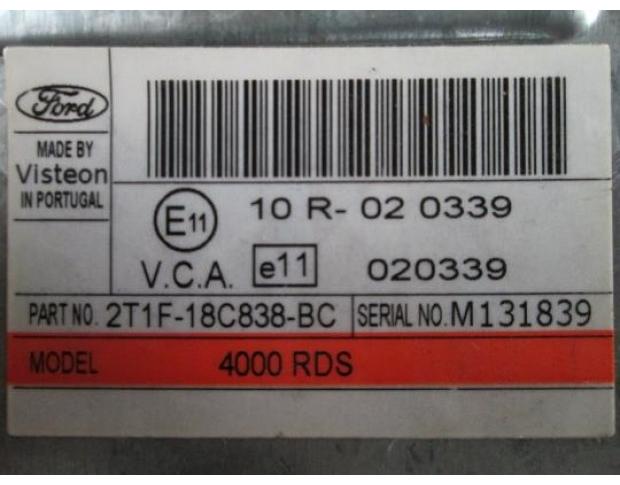 Ford
MADE BY
Visteon
IN PORTUGAL
E11 10 R- 02 0339
V.C.A. e11 020339
PART NO. 2T1F-18C838-BC SERIAL NO. M131839
MODEL 4000 RDS